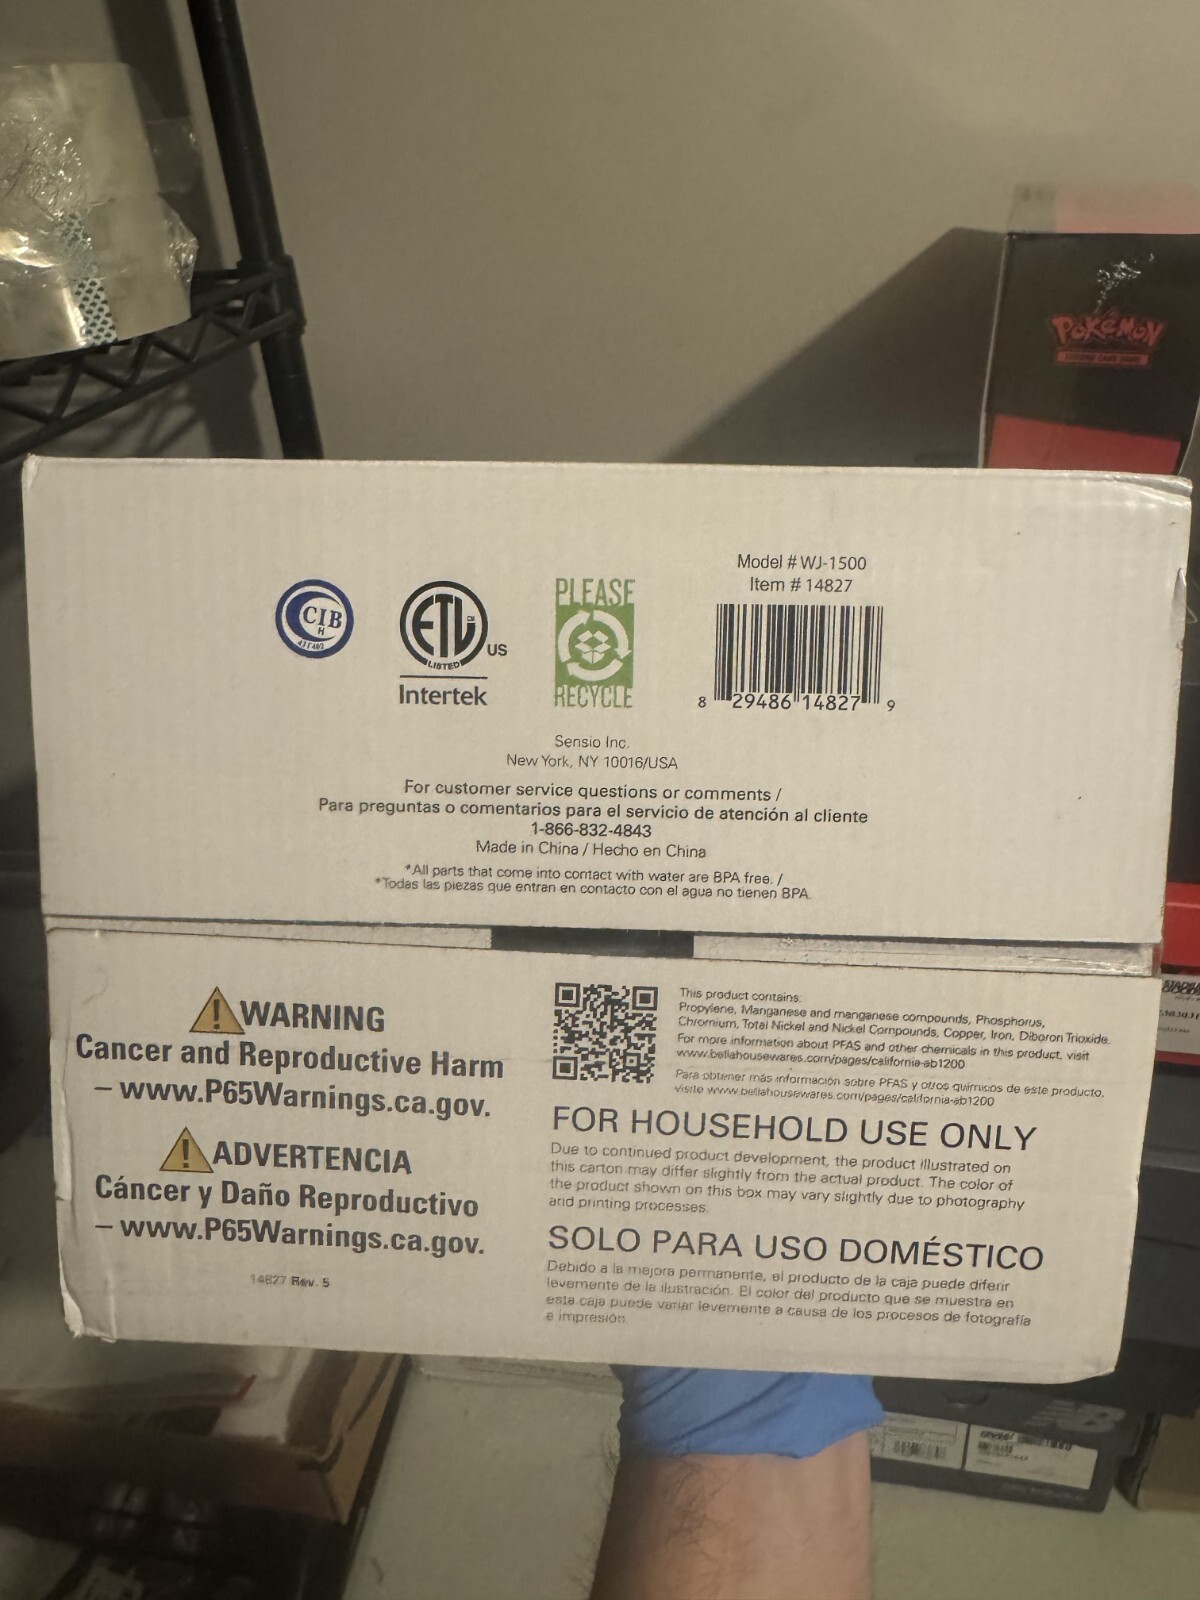 POKÉMON
Model # WJ-1500
Item # 14827
CIB
H
ETL
CM
LISTED
US
Intertek
PLEASE
RECYCLE
8 29486 14827 9
Sensio Inc.
New York, NY 10016/USA
For customer service questions or comments /
Para preguntas o comentarios para el servicio de atención al cliente
1-866-832-4843
Made in China / Hecho en China
*All parts that come into contact with water are BPA free. /
*Todas las piezas que entran en contacto con el agua no tienen BPA.
WARNING
Cancer and Reproductive Harm
– www.P65Warnings.ca.gov.
ADVERTENCIA
Cáncer y Daño Reproductivo
– www.P65Warnings.ca.gov.
14827 Rev. 5
This product contains:
Propylene, Manganese and manganese compounds, Phosphorus,
Chromium, Total Nickel and Nickel Compounds, Copper, Iron, Diboron Trioxide.
For more information about PFAS and other chemicals in this product, visit
www.bellahousewares.com/pages/california-ab1200
Para obtener más información sobre PFAS y otros químicos de este producto,
visite www.bellahousewares.com/pages/california-ab1200
FOR HOUSEHOLD USE ONLY
Due to continued product development, the product illustrated on
this carton may differ slightly from the actual product. The color of
the product shown on this box may vary slightly due to photography
and printing processes.
SOLO PARA USO DOMÉSTICO
Debido a la mejora permanente, el producto de la caja puede diferir
levemente de la ilustración. El color del producto que se muestra en
esta caja puede variar levemente a causa de los procesos de fotografía
e impresión.
NB